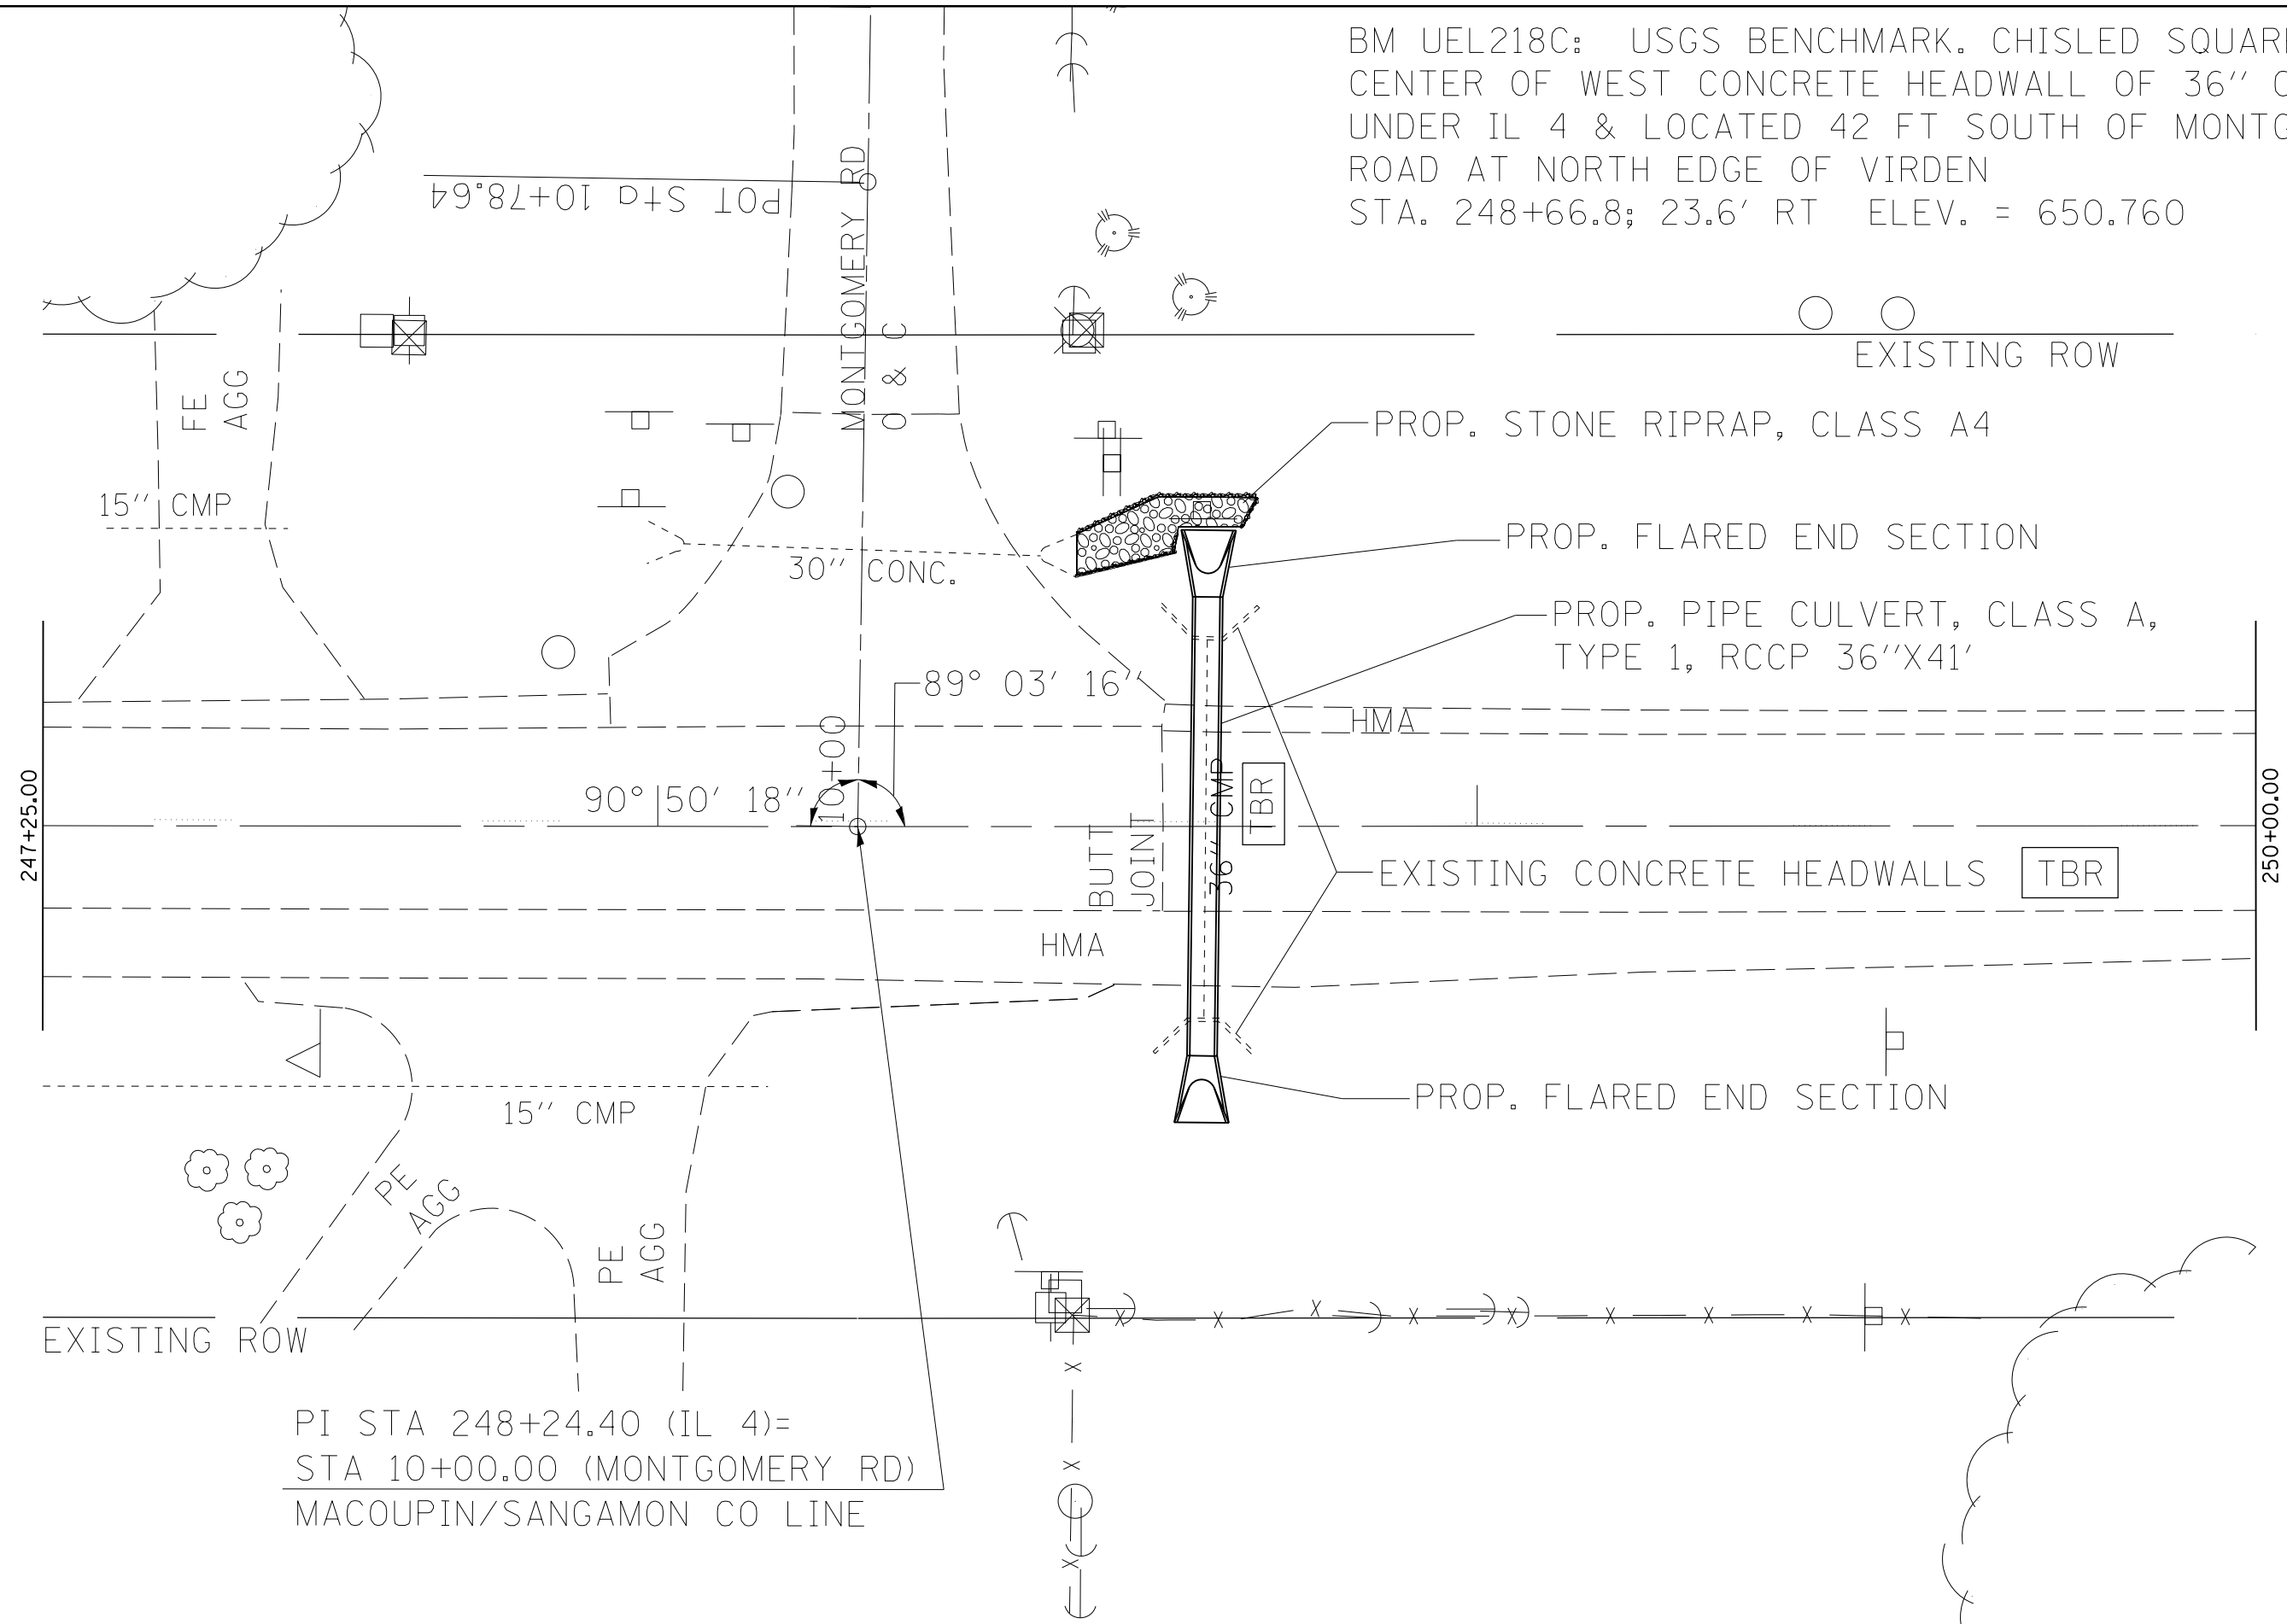 BM UEL218C: USGS BENCHMARK. CHISLED SQUARE
CENTER OF WEST CONCRETE HEADWALL OF 36'' 
UNDER IL 4 & LOCATED 42 FT SOUTH OF
ROAD AT NORTH EDGE OF VIRDEN
STA. 248+66.8; 23.6' RT ELEV. = 650.760
POT Sta 10+78.64
MONTGOMERY RD
O & C
EXISTING ROW
FE
AGG
PROP. STONE RIPRAP, CLASS A4
15'' CMP
PROP. FLARED END SECTION
30'' CONC.
PROP. PIPE CULVERT, CLASS A,
TYPE 1, RCCP 36''X41'
89° 03' 16''
HMA
10+00
90° 50' 18''
247+25.00
250+00.00
36'' CMP
TBR
BUTT
JOINT
EXISTING CONCRETE HEADWALLS TBR
HMA
PROP. FLARED END SECTION
15'' CMP
PE
AGG
PE
AGG
EXISTING ROW
PI STA 248+24.40 (IL 4)=
STA 10+00.00 (MONTGOMERY RD)
MACOUPIN/SANGAMON CO LINE